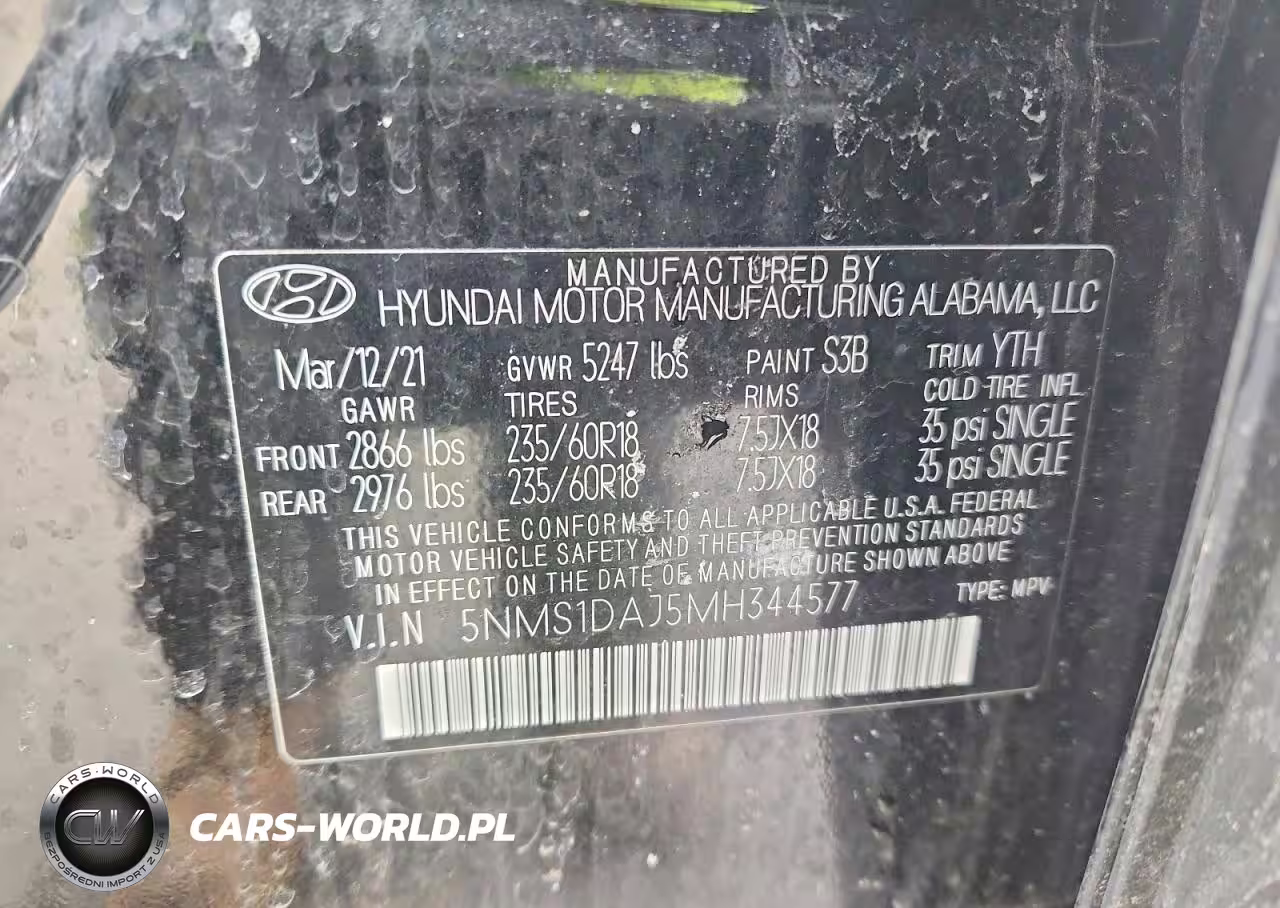 MANUFACTURED BY
HYUNDAI MOTOR MANUFACTURING ALABAMA, LLC
Mar/12/21 GVWR 5247 lbs PAINT S3B TRIM YTH
GAWR TIRES RIMS COLD TIRE INFL
FRONT 2866 lbs 235/60R18 7.5JX18 35 psi SINGLE
REAR 2976 lbs 235/60R18 7.5JX18 35 psi SINGLE
THIS VEHICLE CONFORMS TO ALL APPLICABLE U.S.A. FEDERAL
MOTOR VEHICLE SAFETY AND THEFT PREVENTION STANDARDS
IN EFFECT ON THE DATE OF MANUFACTURE SHOWN ABOVE
V.I.N 5NMS1DAJ5MH344577 TYPE: MPV
CARS-WORLD
CW
BEZPOŚREDNI IMPORT Z USA
CARS-WORLD.PL